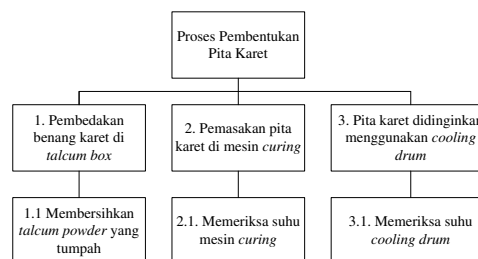 Proses Pembentukan
Pita Karet
1. Pembedakan
benang karet di
talcum box
2. Pemasakan pita
karet di mesin curing
3. Pita karet didinginkan
menggunakan cooling
drum
1.1 Membersihkan
talcum powder yang
tumpah
2.1. Memeriksa suhu
mesin curing
3.1. Memeriksa suhu
cooling drum